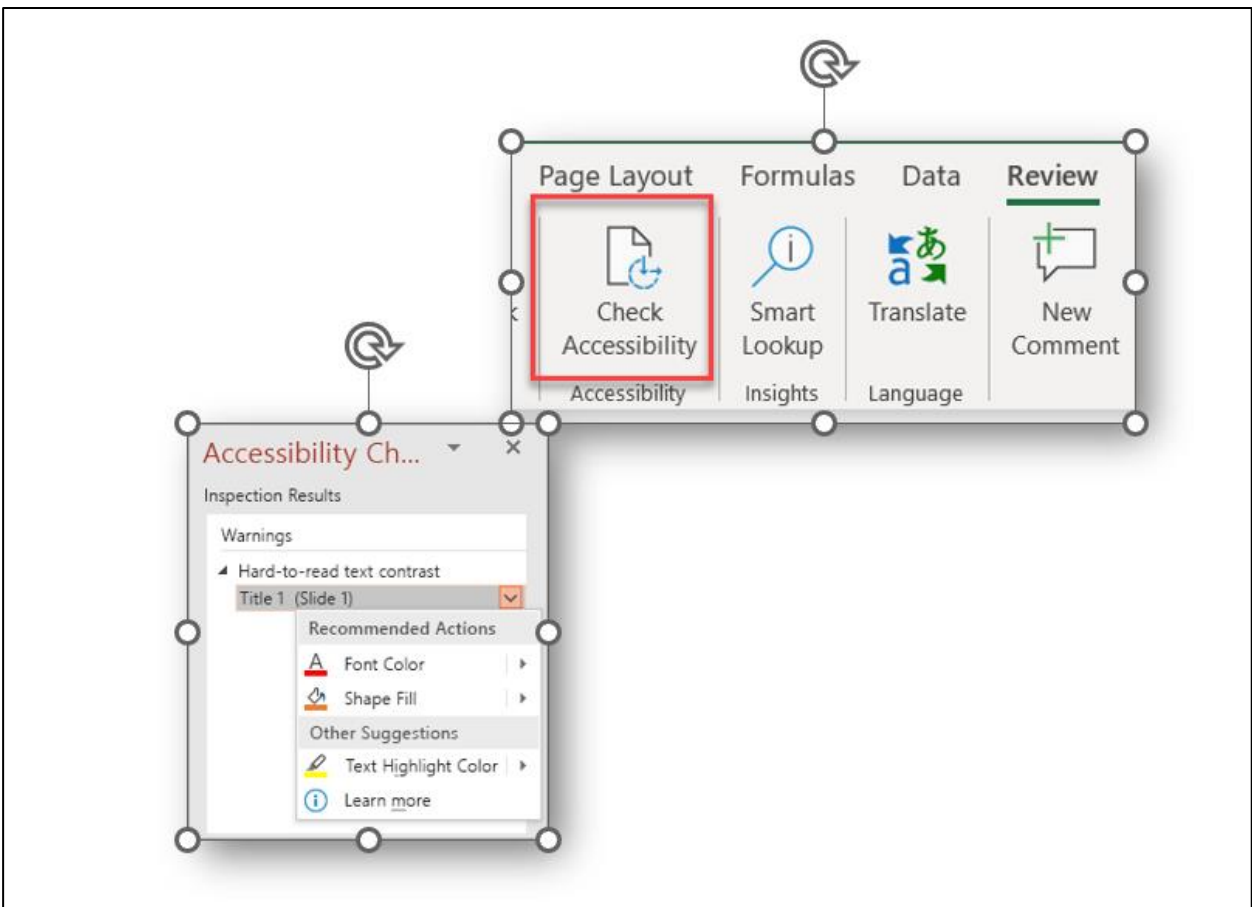 Page Layout Formulas Data Review
Check Accessibility
Smart Lookup
Translate
New Comment
Accessibility Insights Language
Accessibility Ch...
Inspection Results
Warnings
Hard-to-read text contrast
Title 1 (Slide 1)
Recommended Actions
Font Color
Shape Fill
Other Suggestions
Text Highlight Color
Learn more